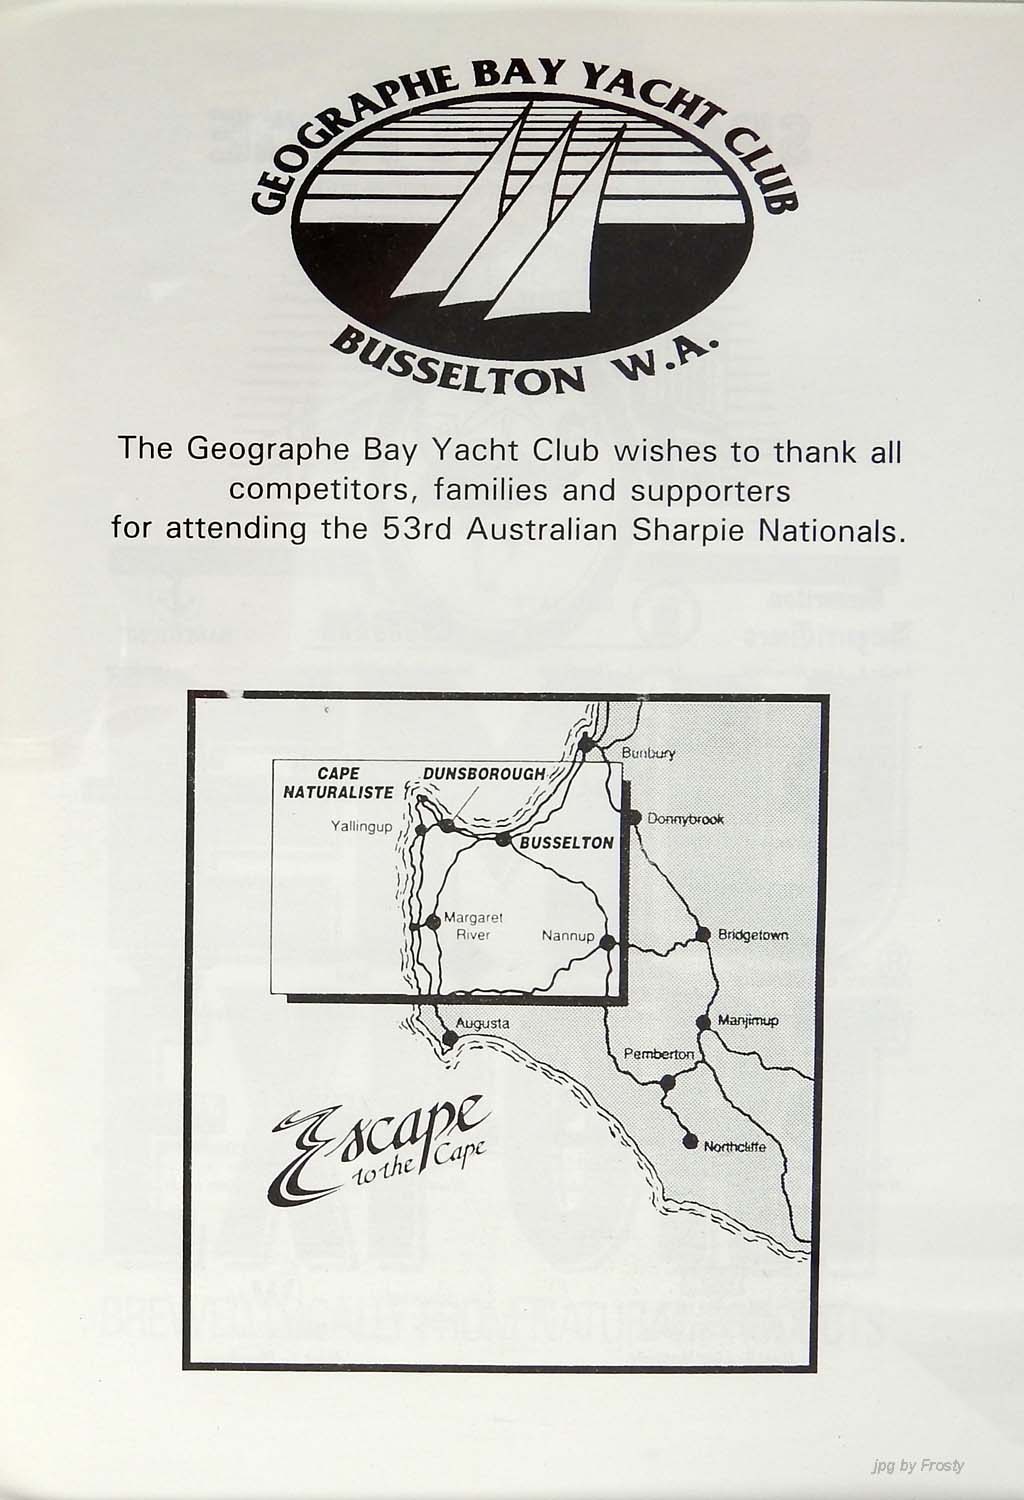 GEOGRAPHE BAY YACHT CLUB
BUSSELTON W.A.
The Geographe Bay Yacht Club wishes to thank all
competitors, families and supporters
for attending the 53rd Australian Sharpie Nationals.
Bunbury
CAPE
NATURALISTE
DUNSBOROUGH
Yallingup
Donnybrook
BUSSELTON
Margaret
River
Nannup
Bridgetown
Augusta
Manjimup
Pemberton
Northcliffe
Escape
to the Cape
jpg by Frosty